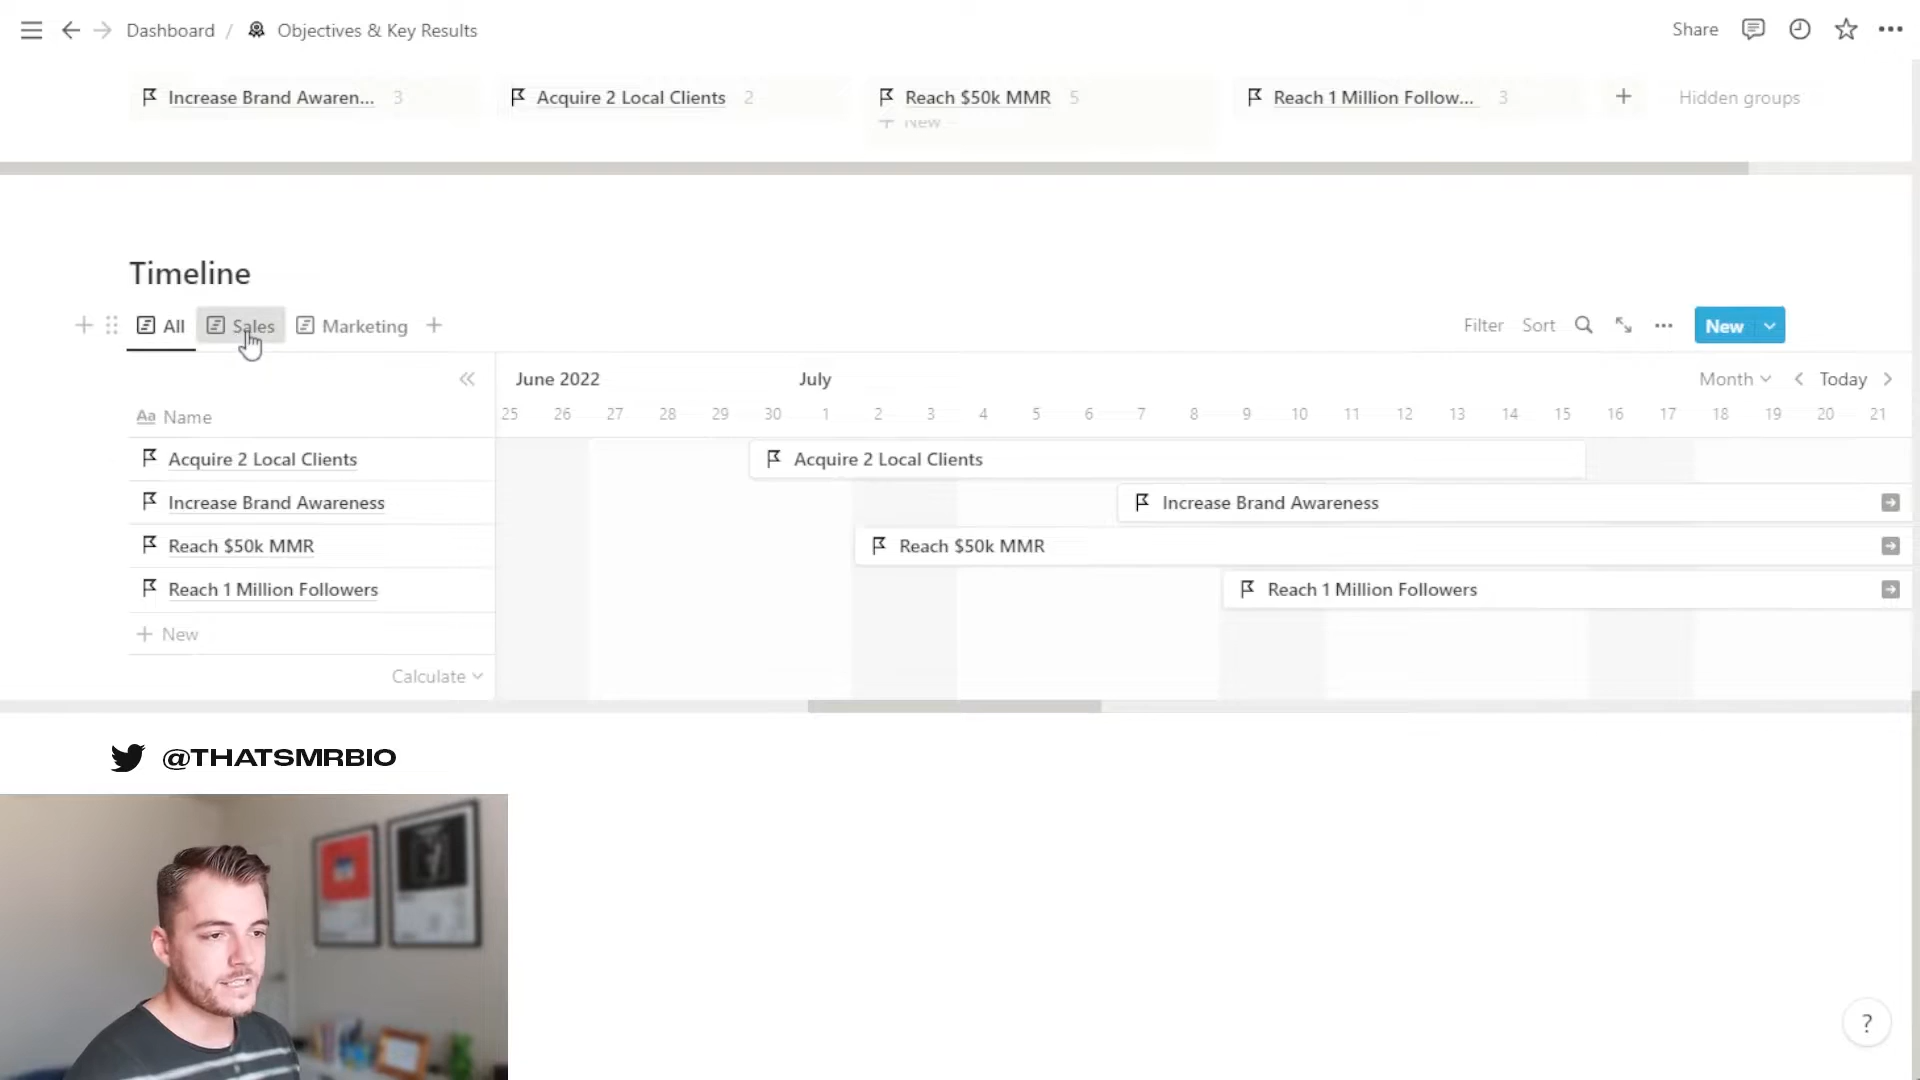 Dashboard / Objectives & Key Results
Share
Increase Brand Awaren... 3
Acquire 2 Local Clients 2
Reach $50k MMR 5
Reach 1 Million Follow... 3
+ Hidden groups
+ New
Timeline
All Sales Marketing +
Filter Sort New
June 2022 July
Month Today
Aa Name
25 26 27 28 29 30 1 2 3 4 5 6 7 8 9 10 11 12 13 14 15 16 17 18 19 20 21
Acquire 2 Local Clients
Acquire 2 Local Clients
Increase Brand Awareness
Increase Brand Awareness
Reach $50k MMR
Reach $50k MMR
Reach 1 Million Followers
Reach 1 Million Followers
+ New
Calculate
@THATSMRBIO
?